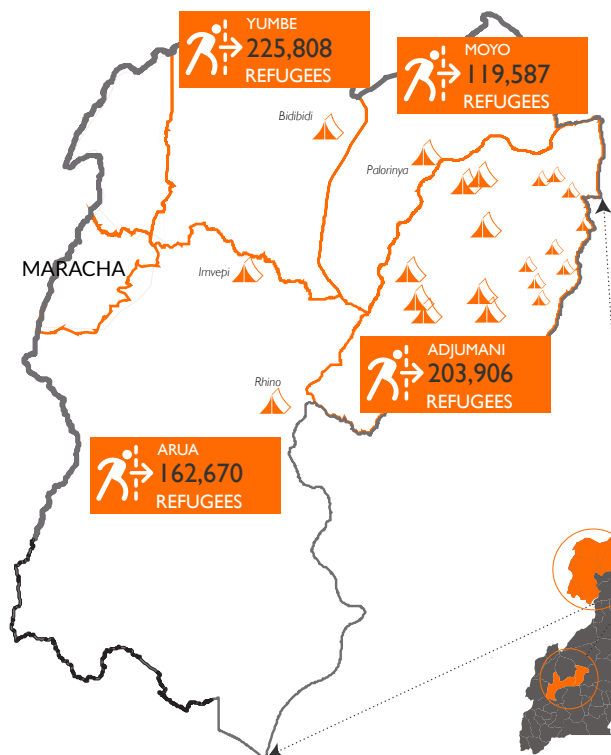 YUMBE
225,808
REFUGEES
MOYO
119,587
REFUGEES
Bidibidi
Palorinya
MARACHA
Imvepi
ADJUMANI
203,906
REFUGEES
Rhino
ARUA
162,670
REFUGEES